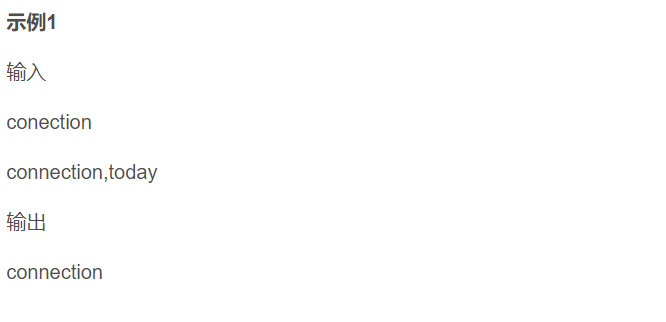 示例1
输入
conection
connection,today
输出
connection